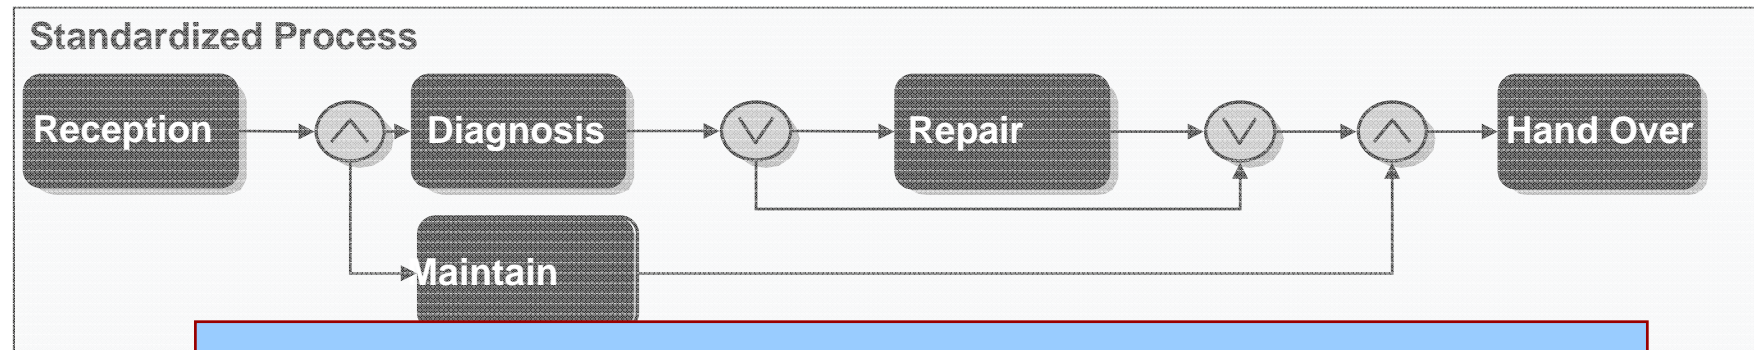 Standardized Process
Reception
Diagnosis
Repair
Hand Over
Maintain